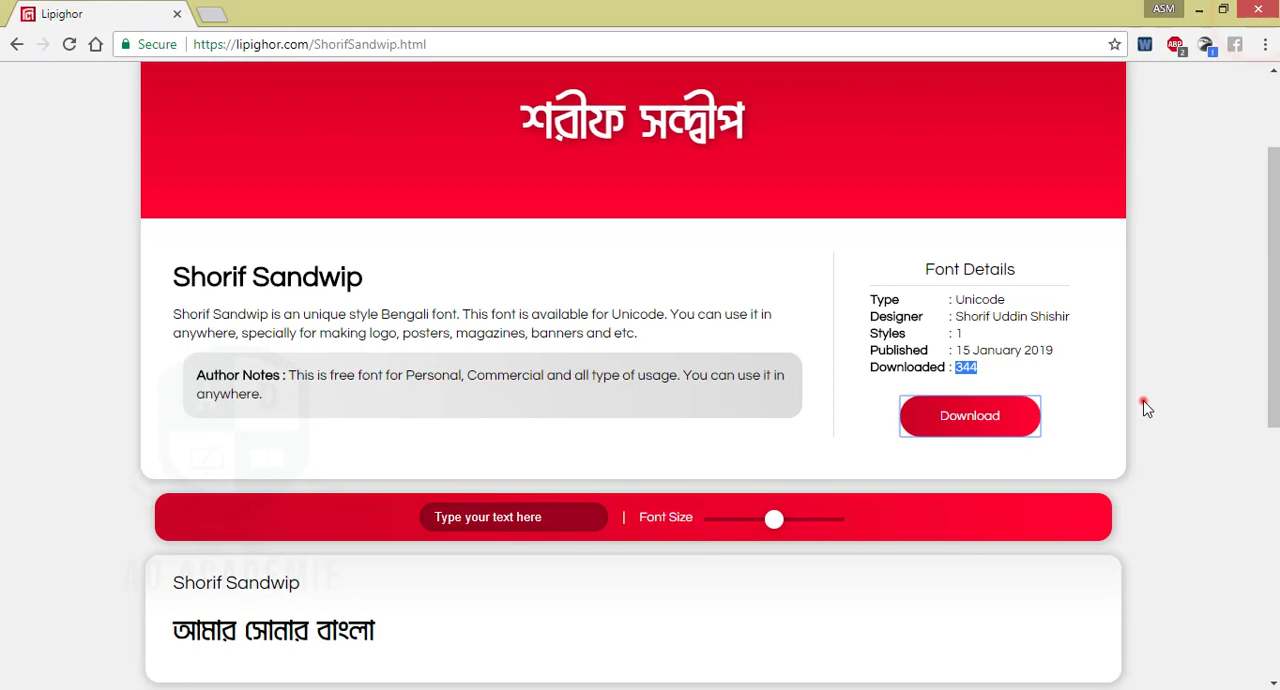 Lipighor
ASM
Secure
https://lipighor.com/ShorifSandwip.html
W
ABP
2
1
শরীফ সন্দ্বীপ
Shorif Sandwip
Shorif Sandwip is an unique style Bengali font. This font is available for Unicode. You can use it in
anywhere, specially for making logo, posters, magazines, banners and etc.
Author Notes : This is free font for Personal, Commercial and all type of usage. You can use it in
anywhere.
Font Details
Type : Unicode
Designer : Shorif Uddin Shishir
Styles : 1
Published : 15 January 2019
Downloaded : 344
Download
Type your text here
| Font Size
Shorif Sandwip
আমার সোনার বাংলা